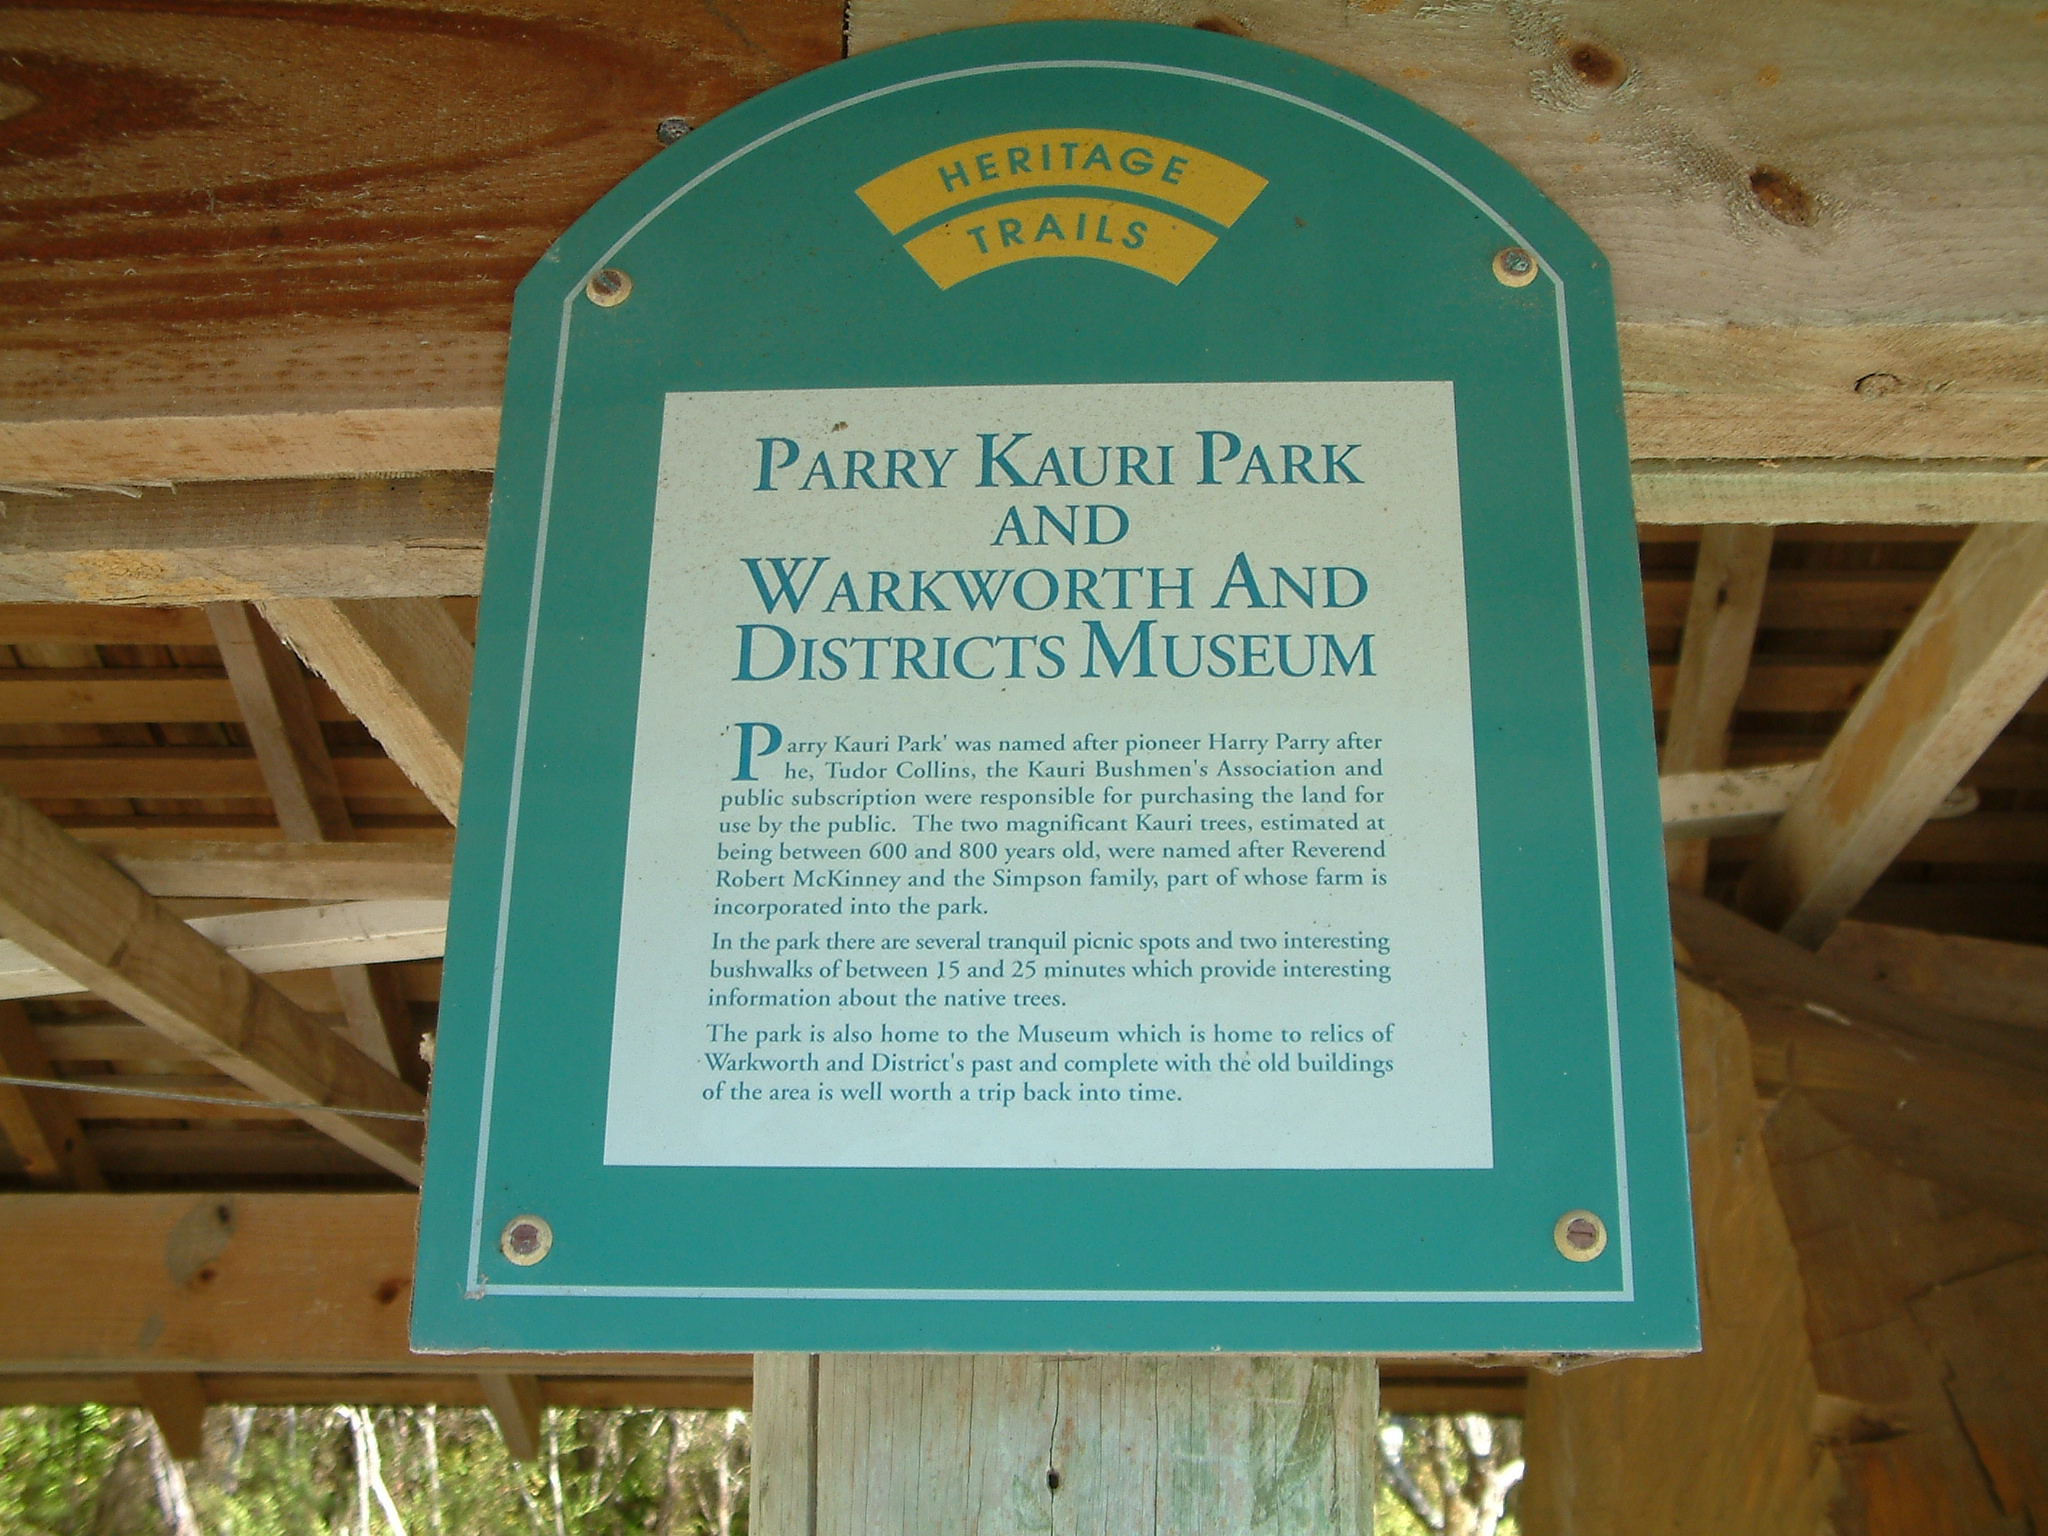 HERITAGE
TRAILS
PARRY KAURI PARK
AND
WARKWORTH AND
DISTRICTS MUSEUM
'Parry Kauri Park' was named after pioneer Harry Parry after
he, Tudor Collins, the Kauri Bushmen's Association and
public subscription were responsible for purchasing the land for
use by the public. The two magnificant Kauri trees, estimated at
being between 600 and 800 years old, were named after Reverend
Robert McKinney and the Simpson family, part of whose farm is
incorporated into the park.
In the park there are several tranquil picnic spots and two interesting
bushwalks of between 15 and 25 minutes which provide interesting
information about the native trees.
The park is also home to the Museum which is home to relics of
Warkworth and District's past and complete with the old buildings
of the area is well worth a trip back into time.